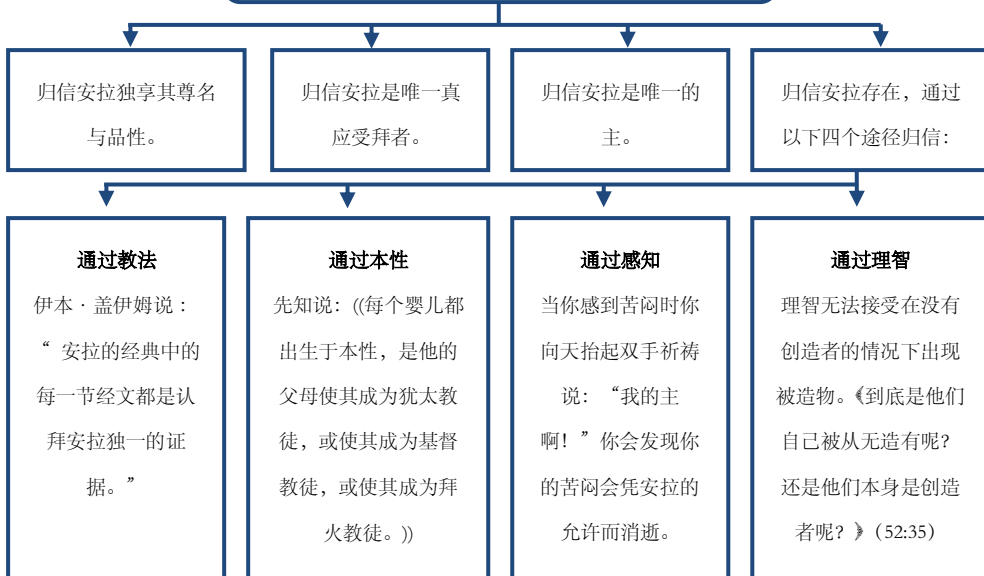 归信安拉独享其尊名
与品性。
归信安拉是唯一真
应受拜者。
归信安拉是唯一的
主。
归信安拉存在，通过
以下四个途径归信：
通过教法
伊本·盖伊姆说：
“ 安拉的经典中的
每一节经文都是认
拜安拉独一的证
据。”
通过本性
先知说：((每个婴儿都
出生于本性，是他的
父母使其成为犹太教
徒，或使其成为基督
教徒，或使其成为拜
火教徒。))
通过感知
当你感到苦闷时你
向天抬起双手祈祷
说：“我的主
啊！”你会发现你
的苦闷会凭安拉的
允许而消逝。
通过理智
理智无法接受在没有
创造者的情况下出现
被造物。《到底是他们
自己被从无造有呢？
还是他们本身是创造
者呢？》（52:35）